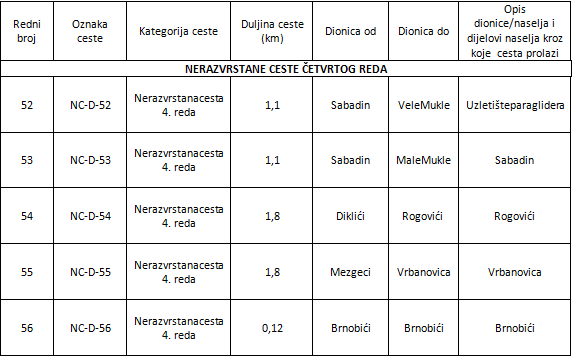 Redni broj | Oznaka ceste | Kategorija ceste | Duljina ceste (km) | Dionica od | Dionica do | Opis dionice/naselja i dijelovi naselja kroz koje cesta prolazi
NERAZVRSTANE CESTE ČETVRTOG REDA
52 | NC-D-52 | Nerazvrstanacesta 4. reda | 1,1 | Sabadin | VeleMukle | Uzletišteparaglidera
53 | NC-D-53 | Nerazvrstanacesta 4. reda | 1,1 | Sabadin | MaleMukle | Sabadin
54 | NC-D-54 | Nerazvrstanacesta 4. reda | 1,8 | Diklići | Rogovići | Rogovići
55 | NC-D-55 | Nerazvrstanacesta 4. reda | 1,8 | Mezgeci | Vrbanovica | Vrbanovica
56 | NC-D-56 | Nerazvrstanacesta 4. reda | 0,12 | Brnobići | Brnobići | Brnobići